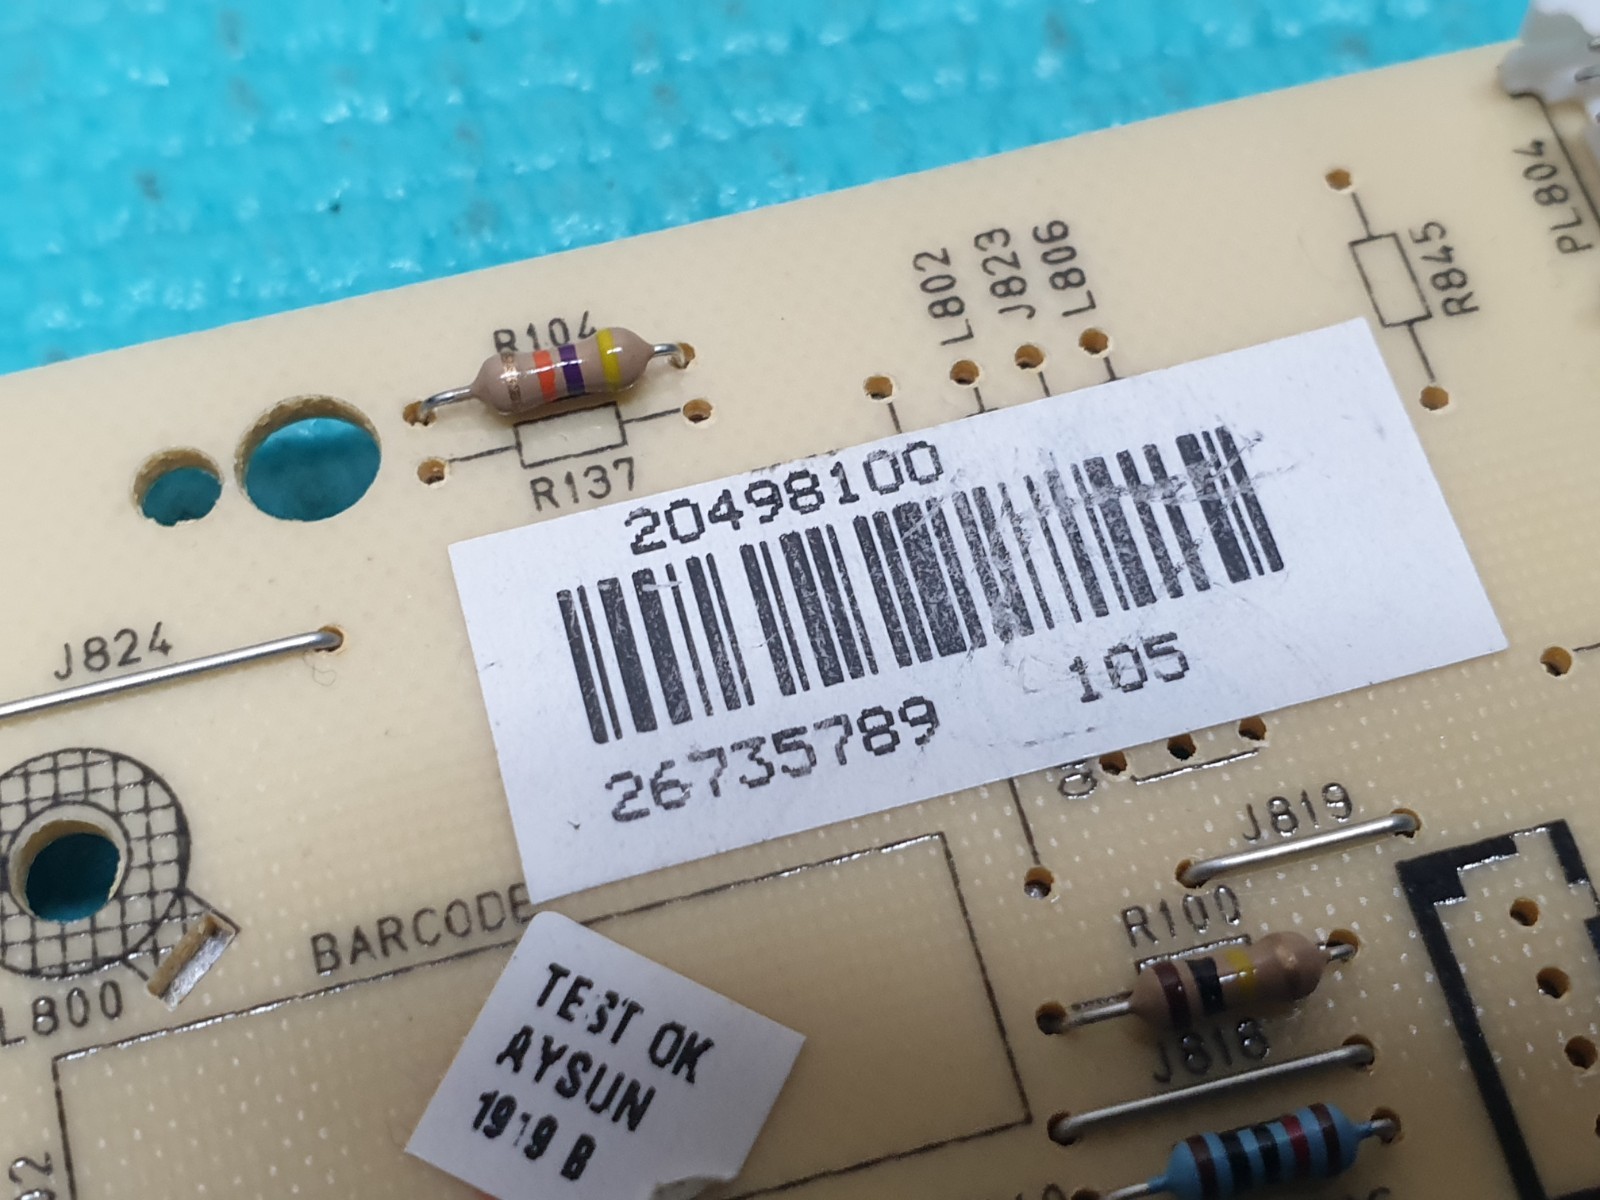 PL804
R845
L802
J823
L806
R104
R137
20498100
26735789 105
J824
J819
BARCODE
R100
L800
TEST OK
AYSUN
1919 B
J818